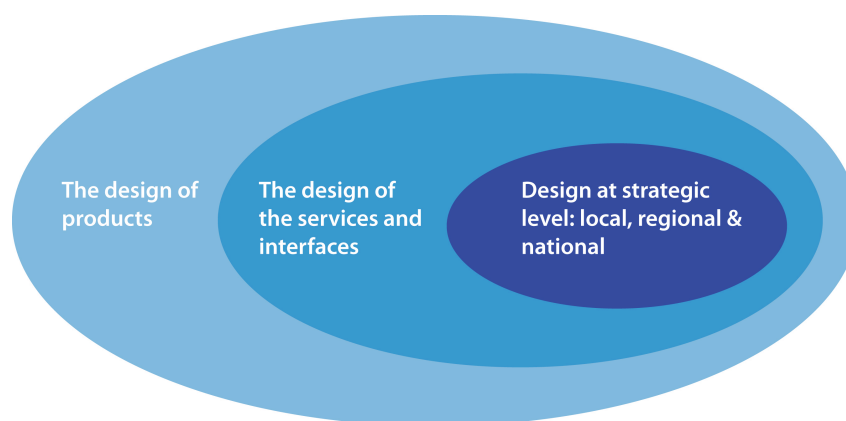 The design of
products
The design of
the services and
interfaces
Design at strategic
level: local, regional &
national